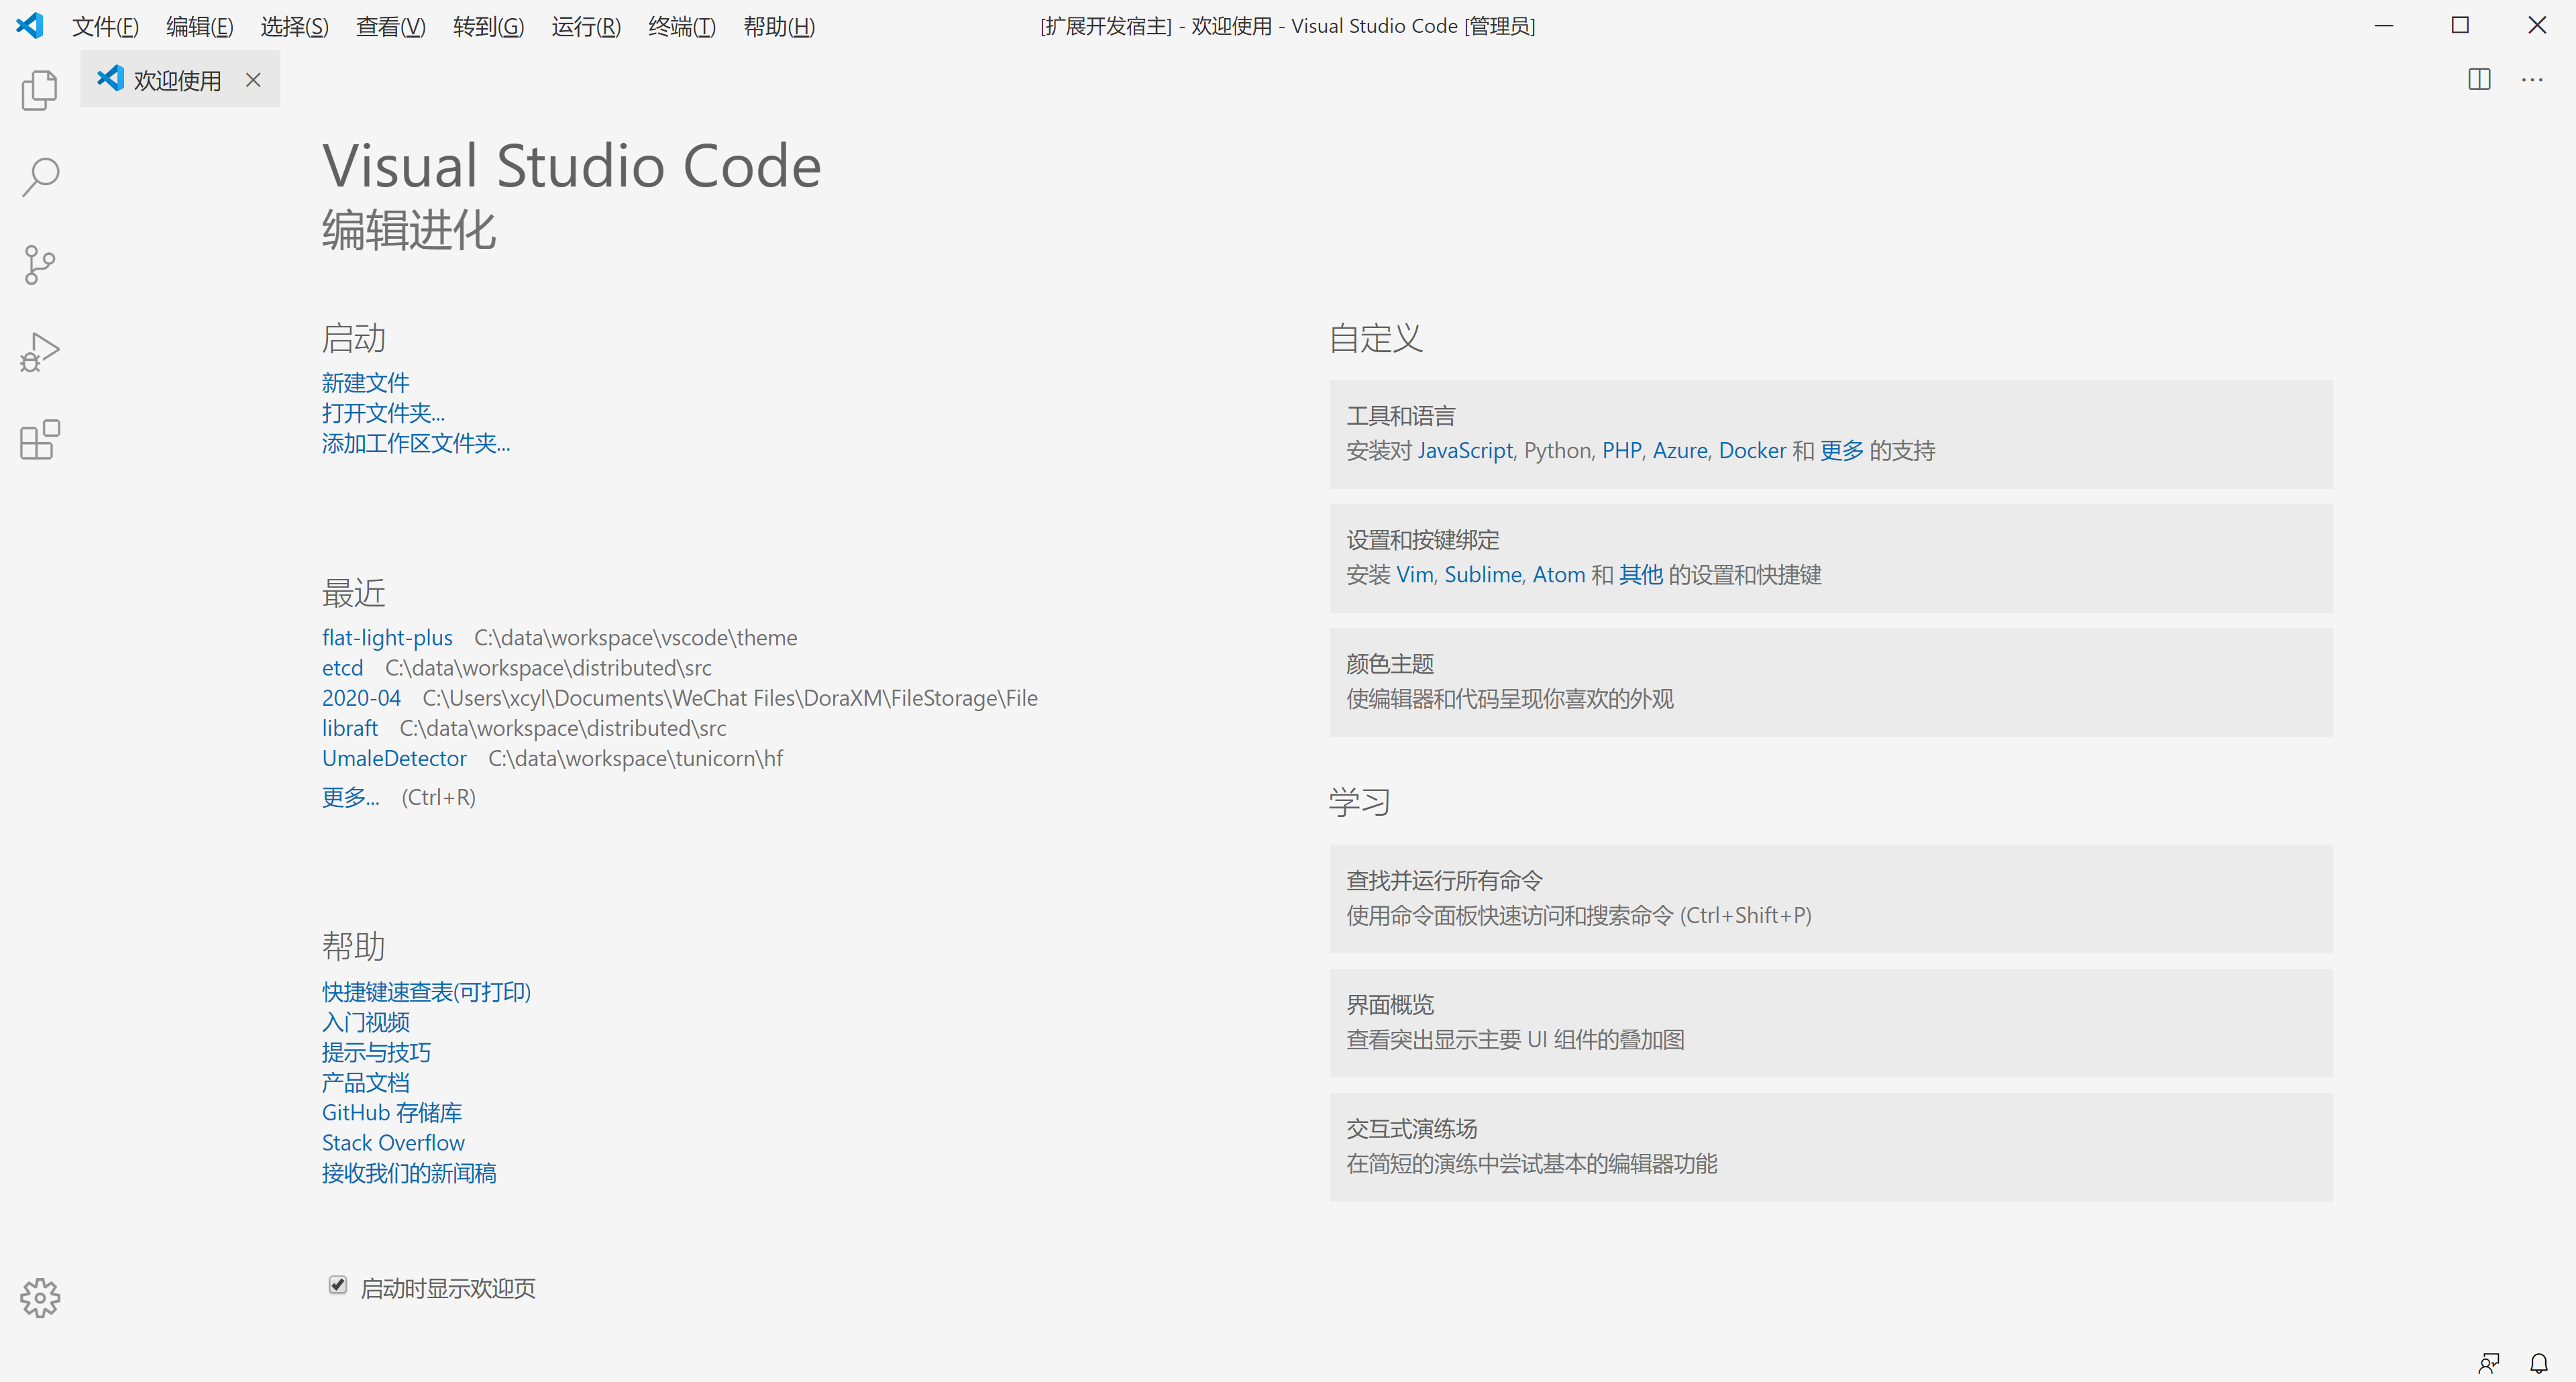 文件(F) 编辑(E) 选择(S) 查看(V) 转到(G) 运行(R) 终端(T) 帮助(H) [扩展开发宿主] - 欢迎使用 - Visual Studio Code [管理员]
欢迎使用
Visual Studio Code
编辑进化
启动
新建文件
打开文件夹...
添加工作区文件夹...
最近
flat-light-plus C:\data\workspace\vscode\theme
etcd C:\data\workspace\distributed\src
2020-04 C:\Users\xcyl\Documents\WeChat Files\DoraXM\FileStorage\File
libraft C:\data\workspace\distributed\src
UmaleDetector C:\data\workspace\tunicorn\hf
更多... (Ctrl+R)
帮助
快捷键速查表(可打印)
入门视频
提示与技巧
产品文档
GitHub 存储库
Stack Overflow
接收我们的新闻稿
启动时显示欢迎页
自定义
工具和语言
安装对 JavaScript, Python, PHP, Azure, Docker 和 更多 的支持
设置和按键绑定
安装 Vim, Sublime, Atom 和 其他 的设置和快捷键
颜色主题
使编辑器和代码呈现你喜欢的外观
学习
查找并运行所有命令
使用命令面板快速访问和搜索命令 (Ctrl+Shift+P)
界面概览
查看突出显示主要 UI 组件的叠加图
交互式演练场
在简短的演练中尝试基本的编辑器功能